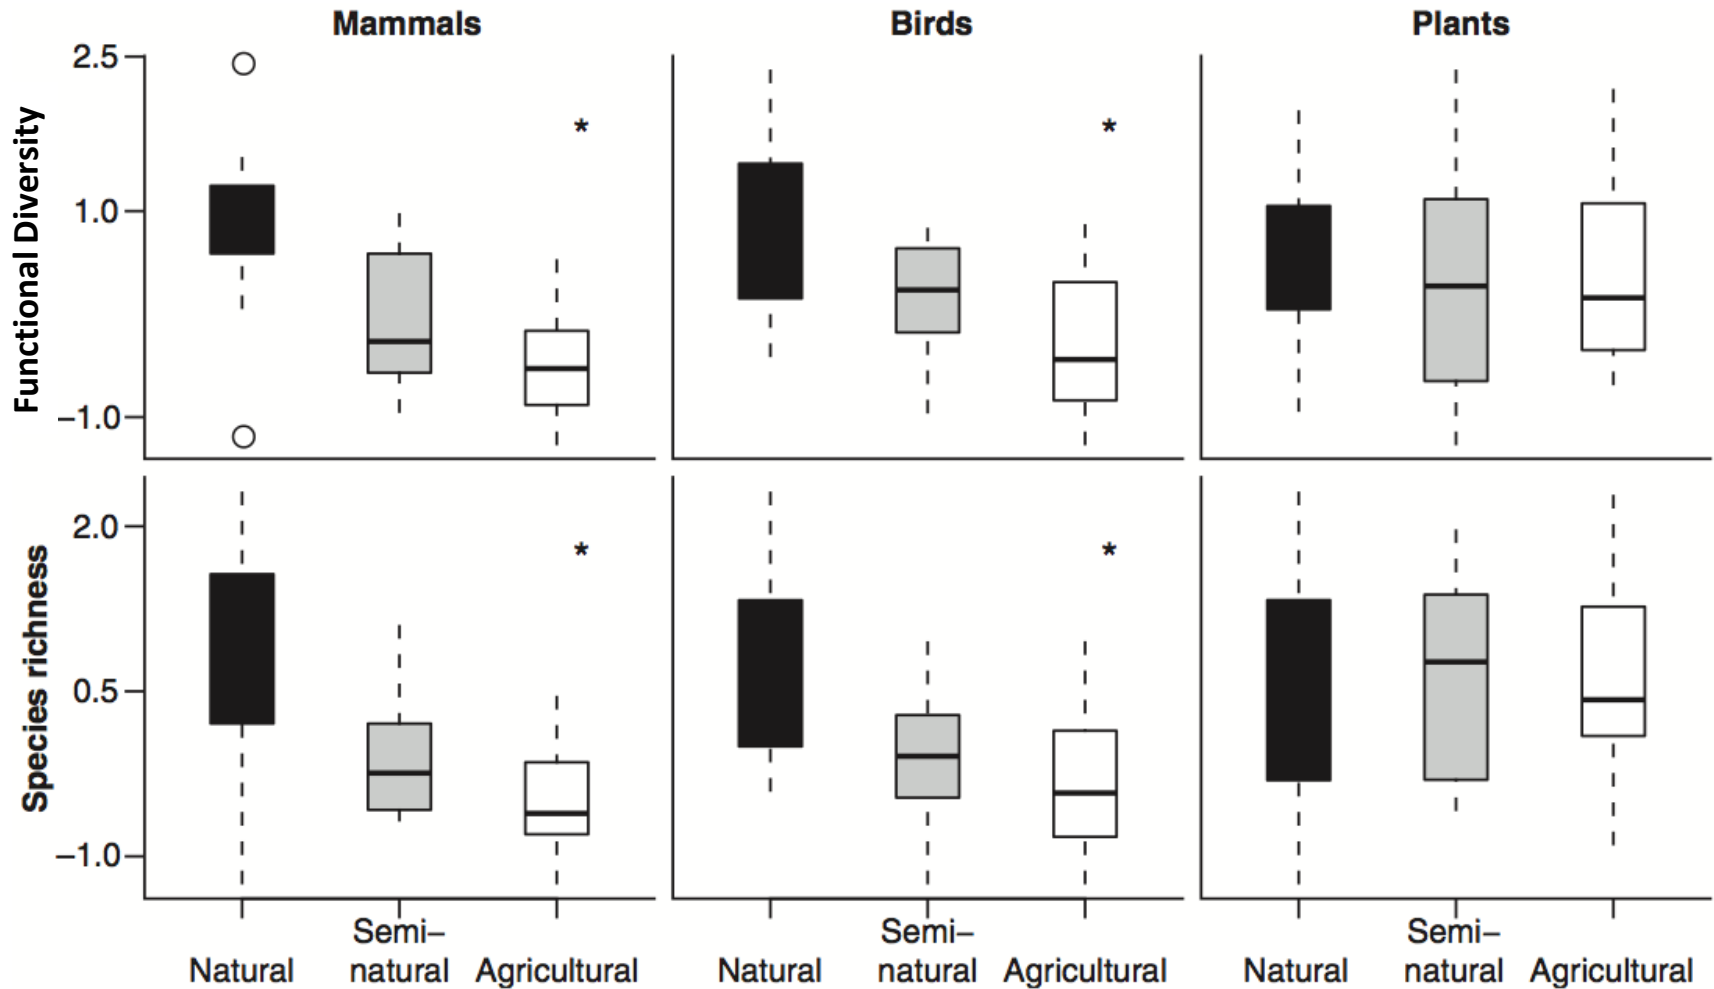 Mammals Birds Plants
Functional Diversity
2.5
1.0
–1.0
* *
Species richness
2.0
0.5
–1.0
* *
Semi– Semi– Semi–
Natural natural Agricultural Natural natural Agricultural Natural natural Agricultural